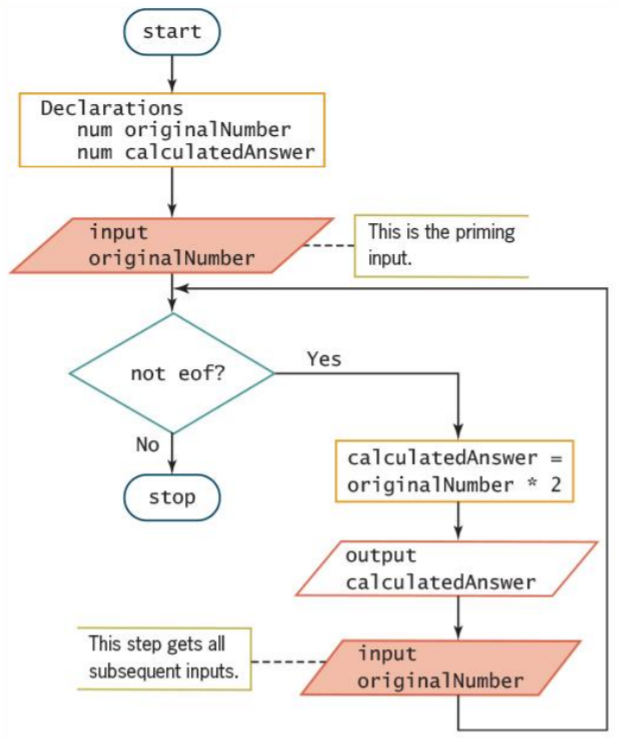 start
Declarations
num originalNumber
num calculatedAnswer
input
originalNumber
This is the priming
input.
not eof?
Yes
No
stop
calculatedAnswer =
originalNumber * 2
output
calculatedAnswer
This step gets all
subsequent inputs.
input
originalNumber